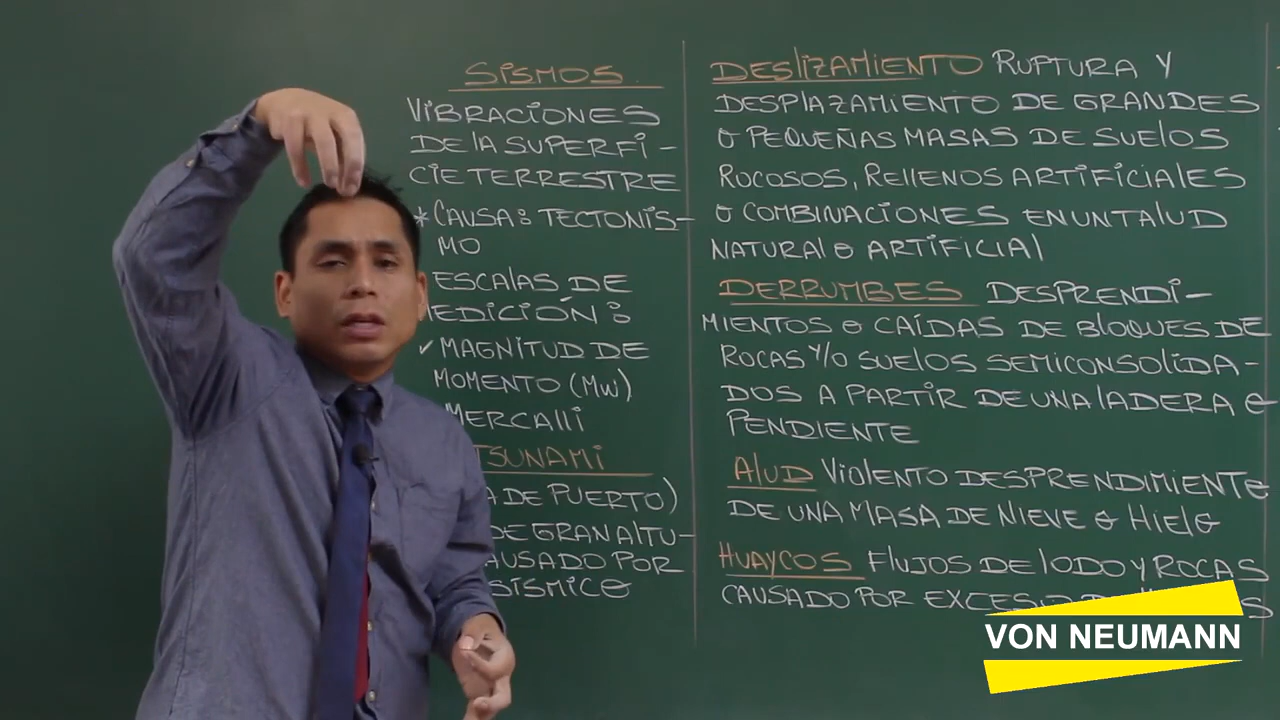 SISMOS
VIBRACIONES
DE LA SUPERFI-
CIE TERRESTRE
* CAUSA: TECTONIS-
MO
ESCALAS DE
EDICIÓN:
✓ MAGNITUD DE
MOMENTO (MW)
MERCALLI
TSUNAMI
A DE PUERTO)
DE GRAN ALTU-
AUSADO POR
SÍSMICO
DESLIZAMIENTO RUPTURA Y
DESPLAZAMIENTO DE GRANDES
O PEQUEÑAS MASAS DE SUELOS
ROCOSOS, RELLENOS ARTIFICIALES
O COMBINACIONES EN UN TALUD
NATURAL O ARTIFICIAL
DERRUMBES DESPRENDI-
MIENTOS O CAÍDAS DE BLOQUES DE
ROCAS Y/O SUELOS SEMICONSOLIDA-
DOS A PARTIR DE UNA LADERA O
PENDIENTE
ALUD VIOLENTO DESPRENDIMIENTO
DE UNA MASA DE NIEVE O HIELO
HUAYCOS FLUJOS DE LODO Y ROCAS
CAUSADO POR EXCESO
VON NEUMANN